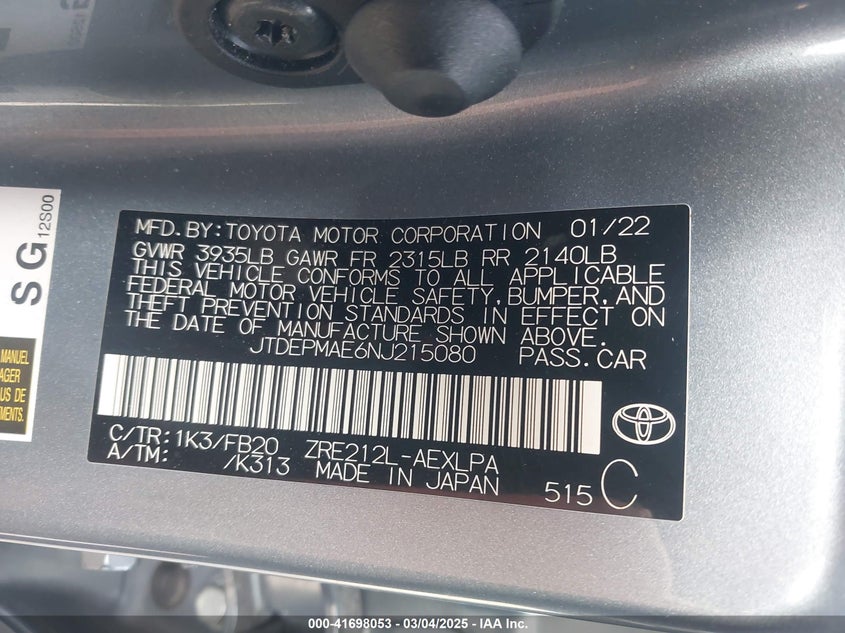 MFD.BY:TOYOTA MOTOR CORPORATION 01/22
GVWR 3935LB GAWR FR 2315LB RR 2140LB
THIS VEHICLE CONFORMS TO ALL APPLICABLE
FEDERAL MOTOR VEHICLE SAFETY,BUMPER,AND
THEFT PREVENTION STANDARDS IN EFFECT ON
THE DATE OF MANUFACTURE SHOWN ABOVE.
JTDEPMAE6NJ215080 PASS.CAR
C/TR:1K3/FB20 ZRE212L-AEXLPA
A/TM: /K313 MADE IN JAPAN 515 C
SG
12S00
MANUEL
AGER
US DE
MENTS.
000-41698053 — 03/04/2025 — IAA Inc.